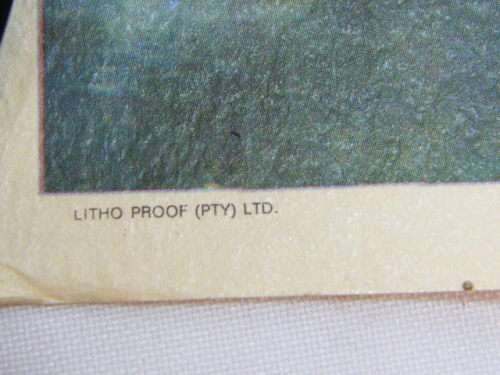 LITHO PROOF (PTY) LTD.